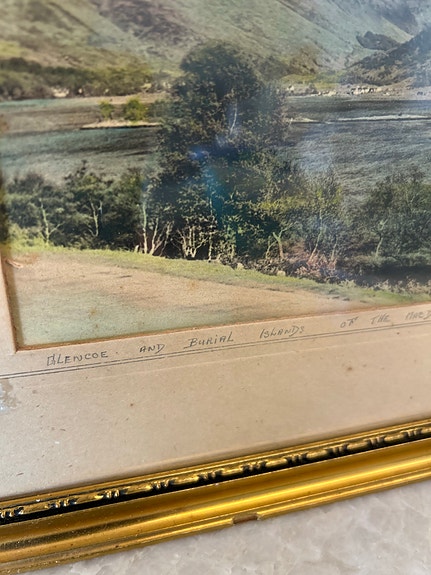 GLENCOE. AND BURIAL ISLANDS OF THE